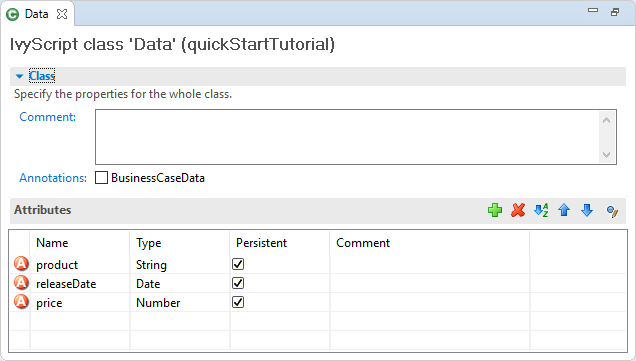 Data
IvyScript class 'Data' (quickStartTutorial)
Class
Specify the properties for the whole class.
Comment:
Annotations: BusinessCaseData
Attributes
Name Type Persistent Comment
A product String
A releaseDate Date
A price Number